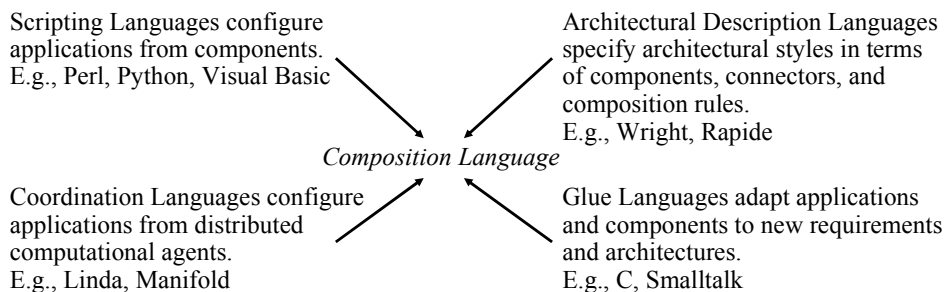 Scripting Languages configure
applications from components.
E.g., Perl, Python, Visual Basic
Architectural Description Languages
specify architectural styles in terms
of components, connectors, and
composition rules.
E.g., Wright, Rapide
Composition Language
Coordination Languages configure
applications from distributed
computational agents.
E.g., Linda, Manifold
Glue Languages adapt applications
and components to new requirements
and architectures.
E.g., C, Smalltalk